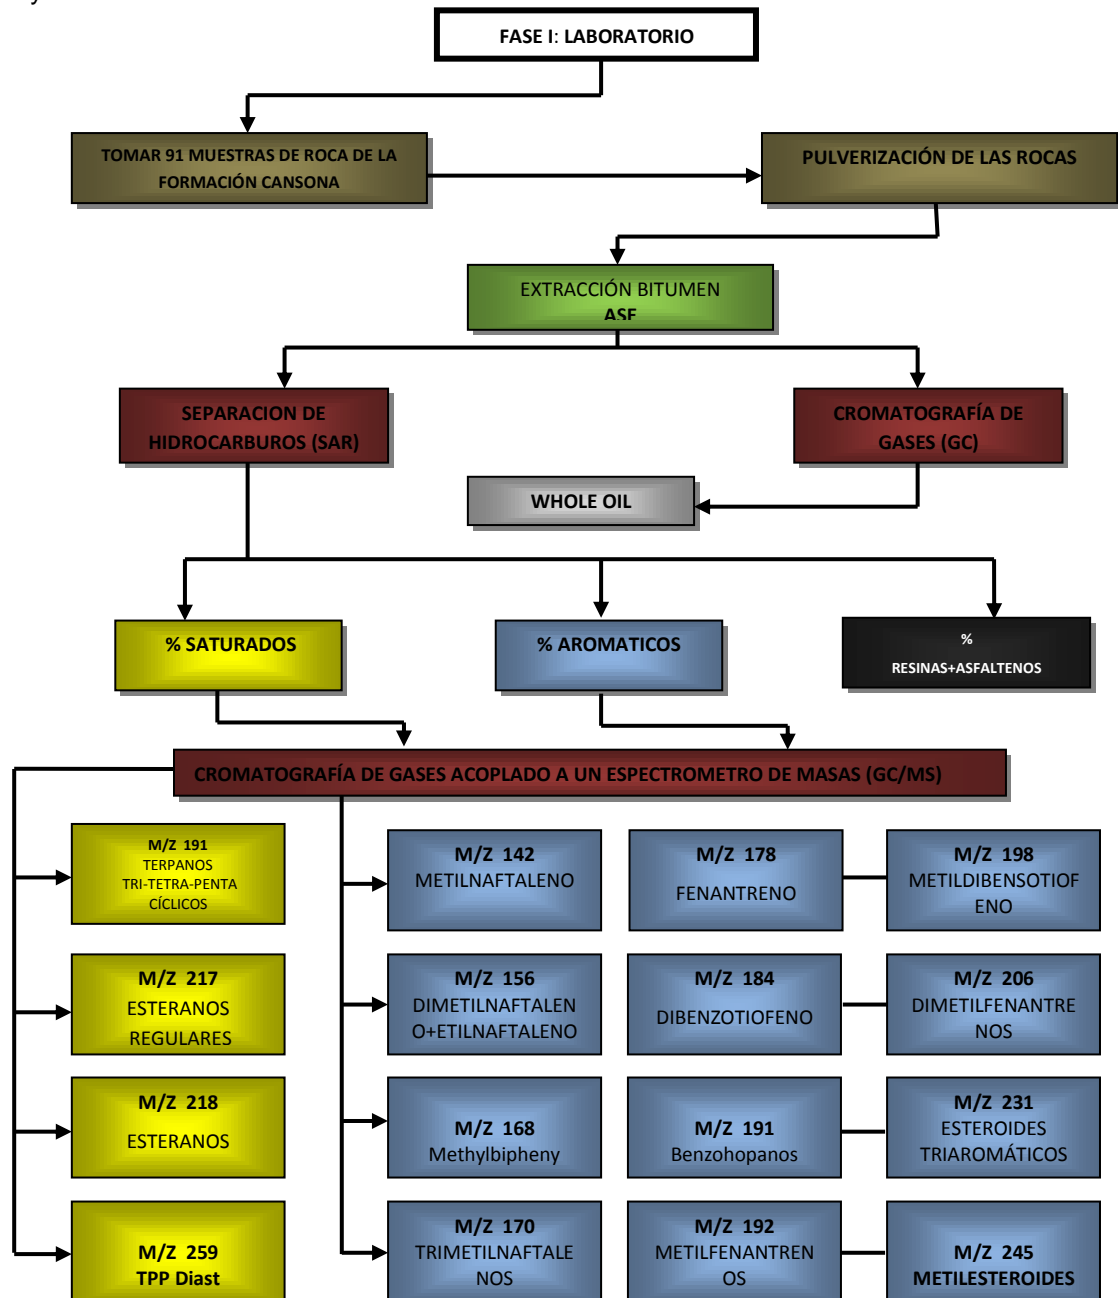 FASE I: LABORATORIO
TOMAR 91 MUESTRAS DE ROCA DE LA
FORMACIÓN CANSONA
PULVERIZACIÓN DE LAS ROCAS
EXTRACCIÓN BITUMEN
ASE
SEPARACION DE
HIDROCARBUROS (SAR)
CROMATOGRAFÍA DE
GASES (GC)
WHOLE OIL
% SATURADOS
% AROMATICOS
%
RESINAS+ASFALTENOS
CROMATOGRAFÍA DE GASES ACOPLADO A UN ESPECTROMETRO DE MASAS (GC/MS)
M/Z 191
TERPANOS
TRI-TETRA-PENTA
CÍCLICOS
M/Z 142
METILNAFTALENO
M/Z 178
FENANTRENO
M/Z 198
METILDIBENSOTIOF
ENO
M/Z 217
ESTERANOS
REGULARES
M/Z 156
DIMETILNAFTALEN
O+ETILNAFTALENO
M/Z 184
DIBENZOTIOFENO
M/Z 206
DIMETILFENANTRE
NOS
M/Z 218
ESTERANOS
M/Z 168
Methylbipheny
M/Z 191
Benzohopanos
M/Z 231
ESTEROIDES
TRIAROMÁTICOS
M/Z 259
TPP Diast
M/Z 170
TRIMETILNAFTALE
NOS
M/Z 192
METILFENANTREN
OS
M/Z 245
METILESTEROIDES